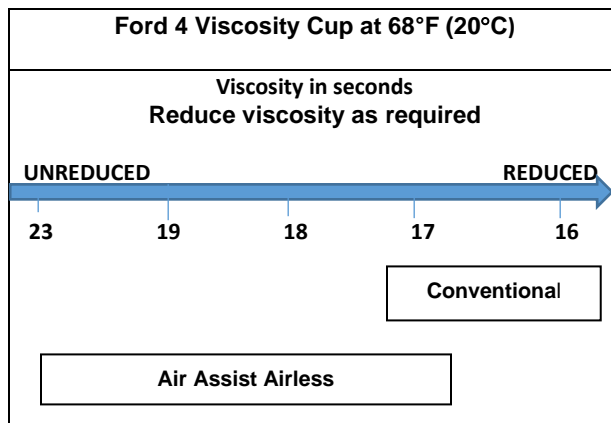 Ford 4 Viscosity Cup at 68°F (20°C)
Viscosity in seconds
Reduce viscosity as required
UNREDUCED REDUCED
23 19 18 17 16
Conventional
Air Assist Airless